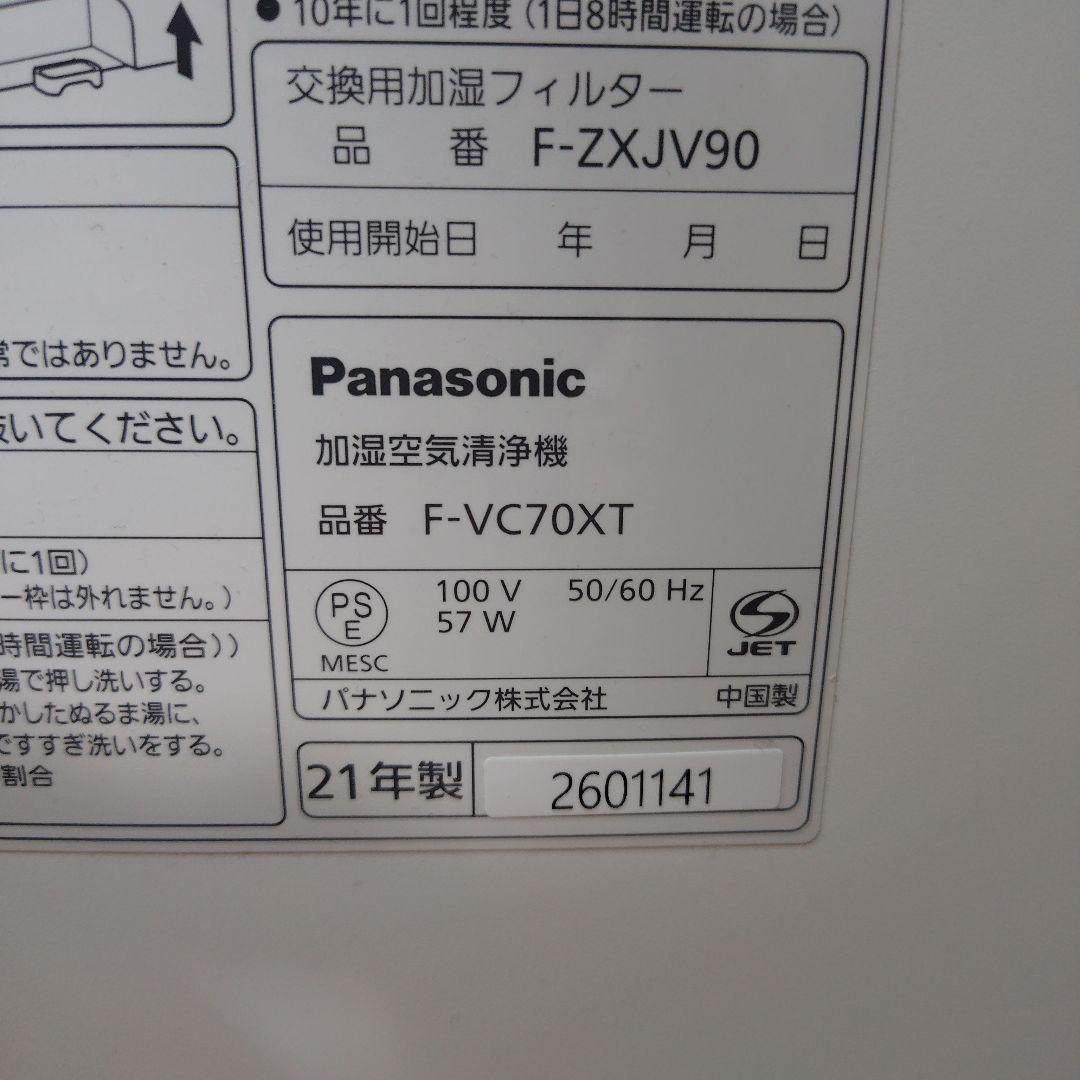 ● 10年に1回程度（1日8時間運転の場合）
交換用加湿フィルター
品 番 F-ZXJV90
使用開始日 年 月 日
常ではありません。
抜いてください。
に1回）
ー枠は外れません。）
時間運転の場合））
湯で押し洗いする。
かしたぬるま湯に、
ですすぎ洗いをする。
割合
Panasonic
加湿空気清浄機
品番 F-VC70XT
PS
E
MESC
100 V 50/60 Hz
57 W
JET
パナソニック株式会社 中国製
21年製 2601141